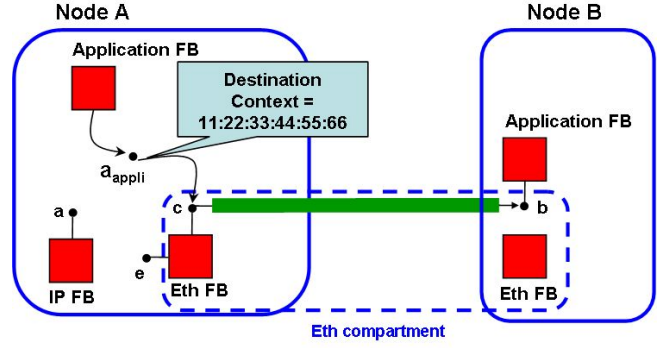 Node A
Node B
Application FB
Destination
Context =
11:22:33:44:55:66
Application FB
a appli
a
c
b
e
IP FB
Eth FB
Eth FB
Eth compartment